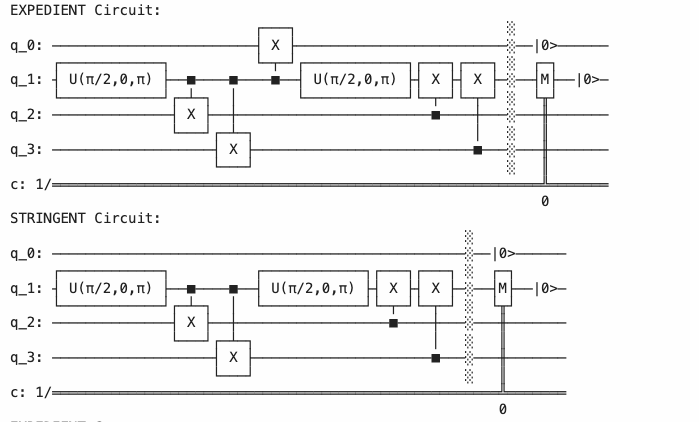 EXPEDIENT Circuit:
X
q_0: |0>
q_1: U(π/2,0,π) U(π/2,0,π) X X M |0>
q_2: X
q_3: X
c: 1/
0
STRINGENT Circuit:
q_0: |0>
q_1: U(π/2,0,π) U(π/2,0,π) X X M |0>
q_2: X
q_3: X
c: 1/
0